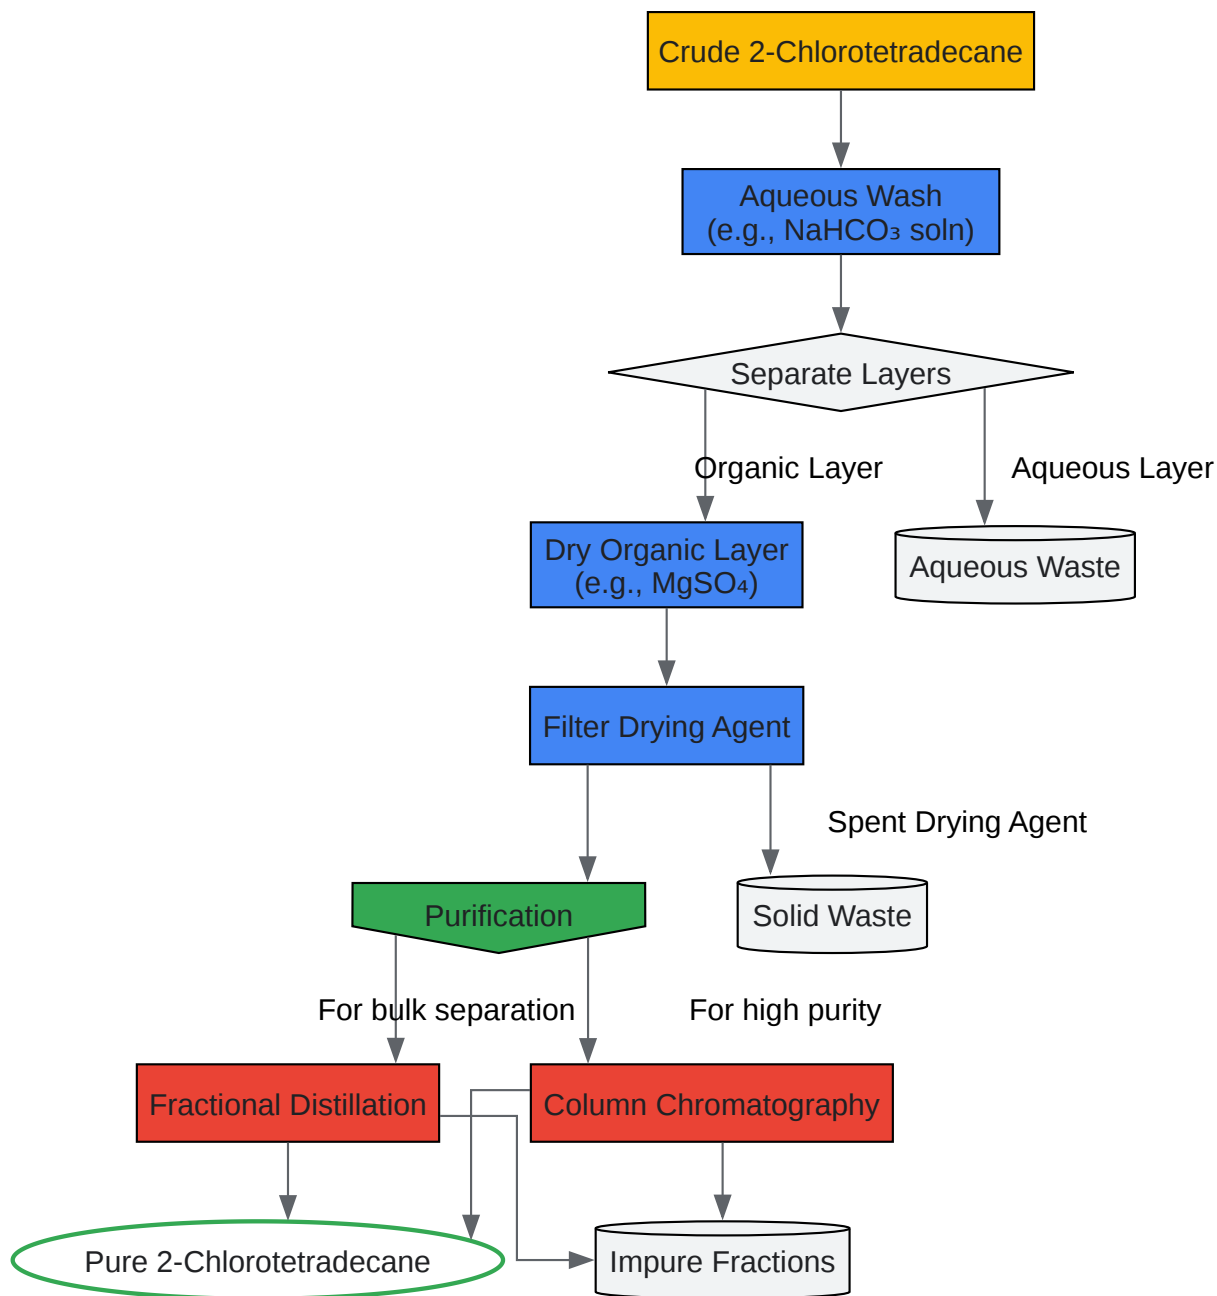 Crude 2-Chlorotetradecane
Aqueous Wash
(e.g., NaHCO₃ soln)
Separate Layers
Organic Layer
Aqueous Layer
Dry Organic Layer
(e.g., MgSO₄)
Aqueous Waste
Filter Drying Agent
Spent Drying Agent
Purification
Solid Waste
For bulk separation
For high purity
Fractional Distillation
Column Chromatography
Pure 2-Chlorotetradecane
Impure Fractions